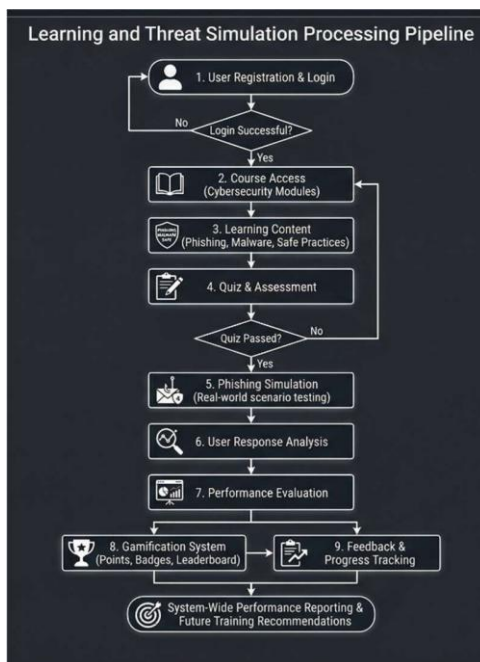 Learning and Threat Simulation Processing Pipeline
1. User Registration & Login
No
Login Successful?
Yes
2. Course Access
(Cybersecurity Modules)
3. Learning Content
(Phishing, Malware, Safe Practices)
4. Quiz & Assessment
Quiz Passed?
No
Yes
5. Phishing Simulation
(Real-world scenario testing)
6. User Response Analysis
7. Performance Evaluation
8. Gamification System
(Points, Badges, Leaderboard)
9. Feedback &
Progress Tracking
System-Wide Performance Reporting &
Future Training Recommendations